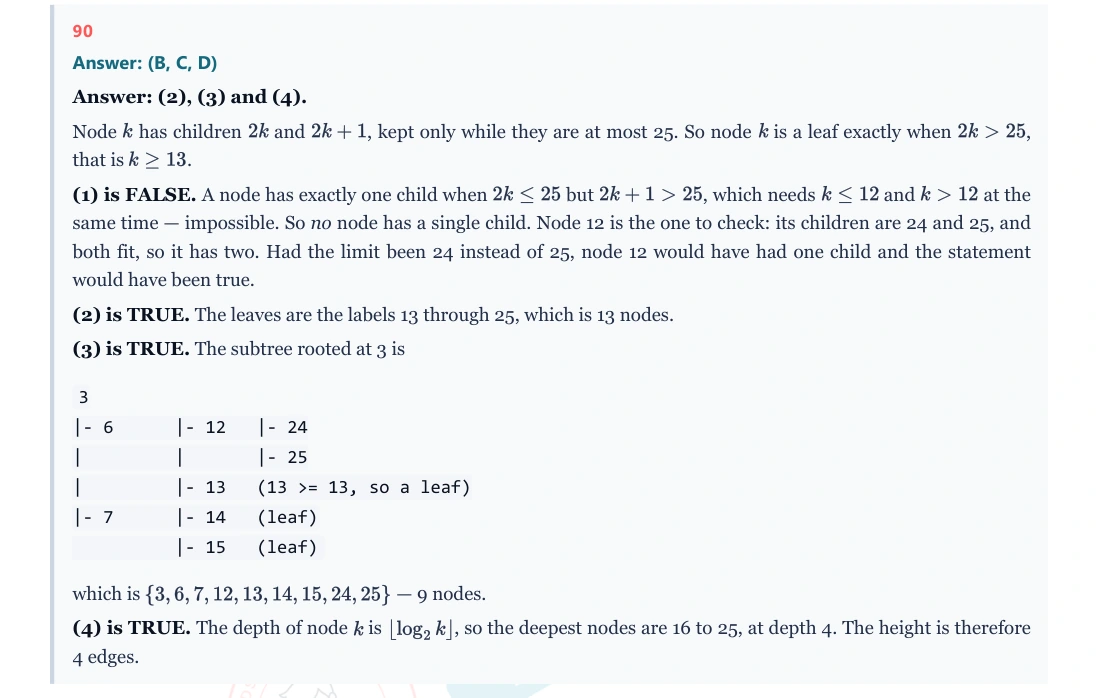 90
Answer: (B, C, D)
Answer: (2), (3) and (4).
Node k has children 2k and 2k + 1, kept only while they are at most 25. So node k is a leaf exactly when 2k > 25,
that is k ≥ 13.
(1) is FALSE. A node has exactly one child when 2k ≤ 25 but 2k + 1 > 25, which needs k ≤ 12 and k > 12 at the
same time — impossible. So no node has a single child. Node 12 is the one to check: its children are 24 and 25, and
both fit, so it has two. Had the limit been 24 instead of 25, node 12 would have had one child and the statement
would have been true.
(2) is TRUE. The leaves are the labels 13 through 25, which is 13 nodes.
(3) is TRUE. The subtree rooted at 3 is
3
|- 6      |- 12   |- 24
|         |       |- 25
|         |- 13   (13 >= 13, so a leaf)
|- 7      |- 14   (leaf)
          |- 15   (leaf)
which is {3, 6, 7, 12, 13, 14, 15, 24, 25} — 9 nodes.
(4) is TRUE. The depth of node k is ⌊log₂ k⌋, so the deepest nodes are 16 to 25, at depth 4. The height is therefore
4 edges.